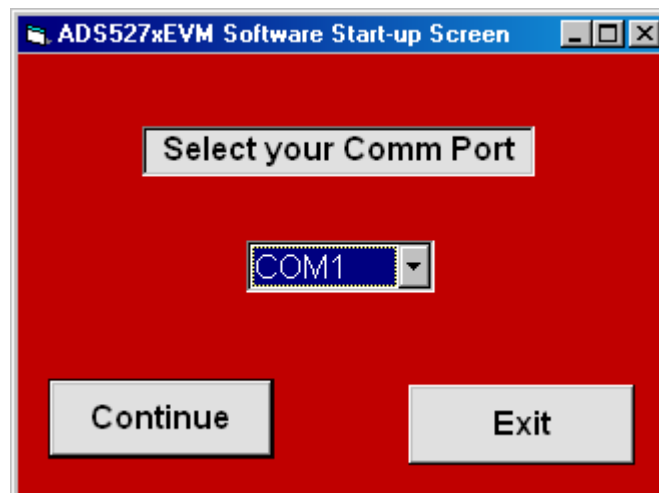 ADS527xEVM Software Start-up Screen
Select your Comm Port
COM1
Continue
Exit